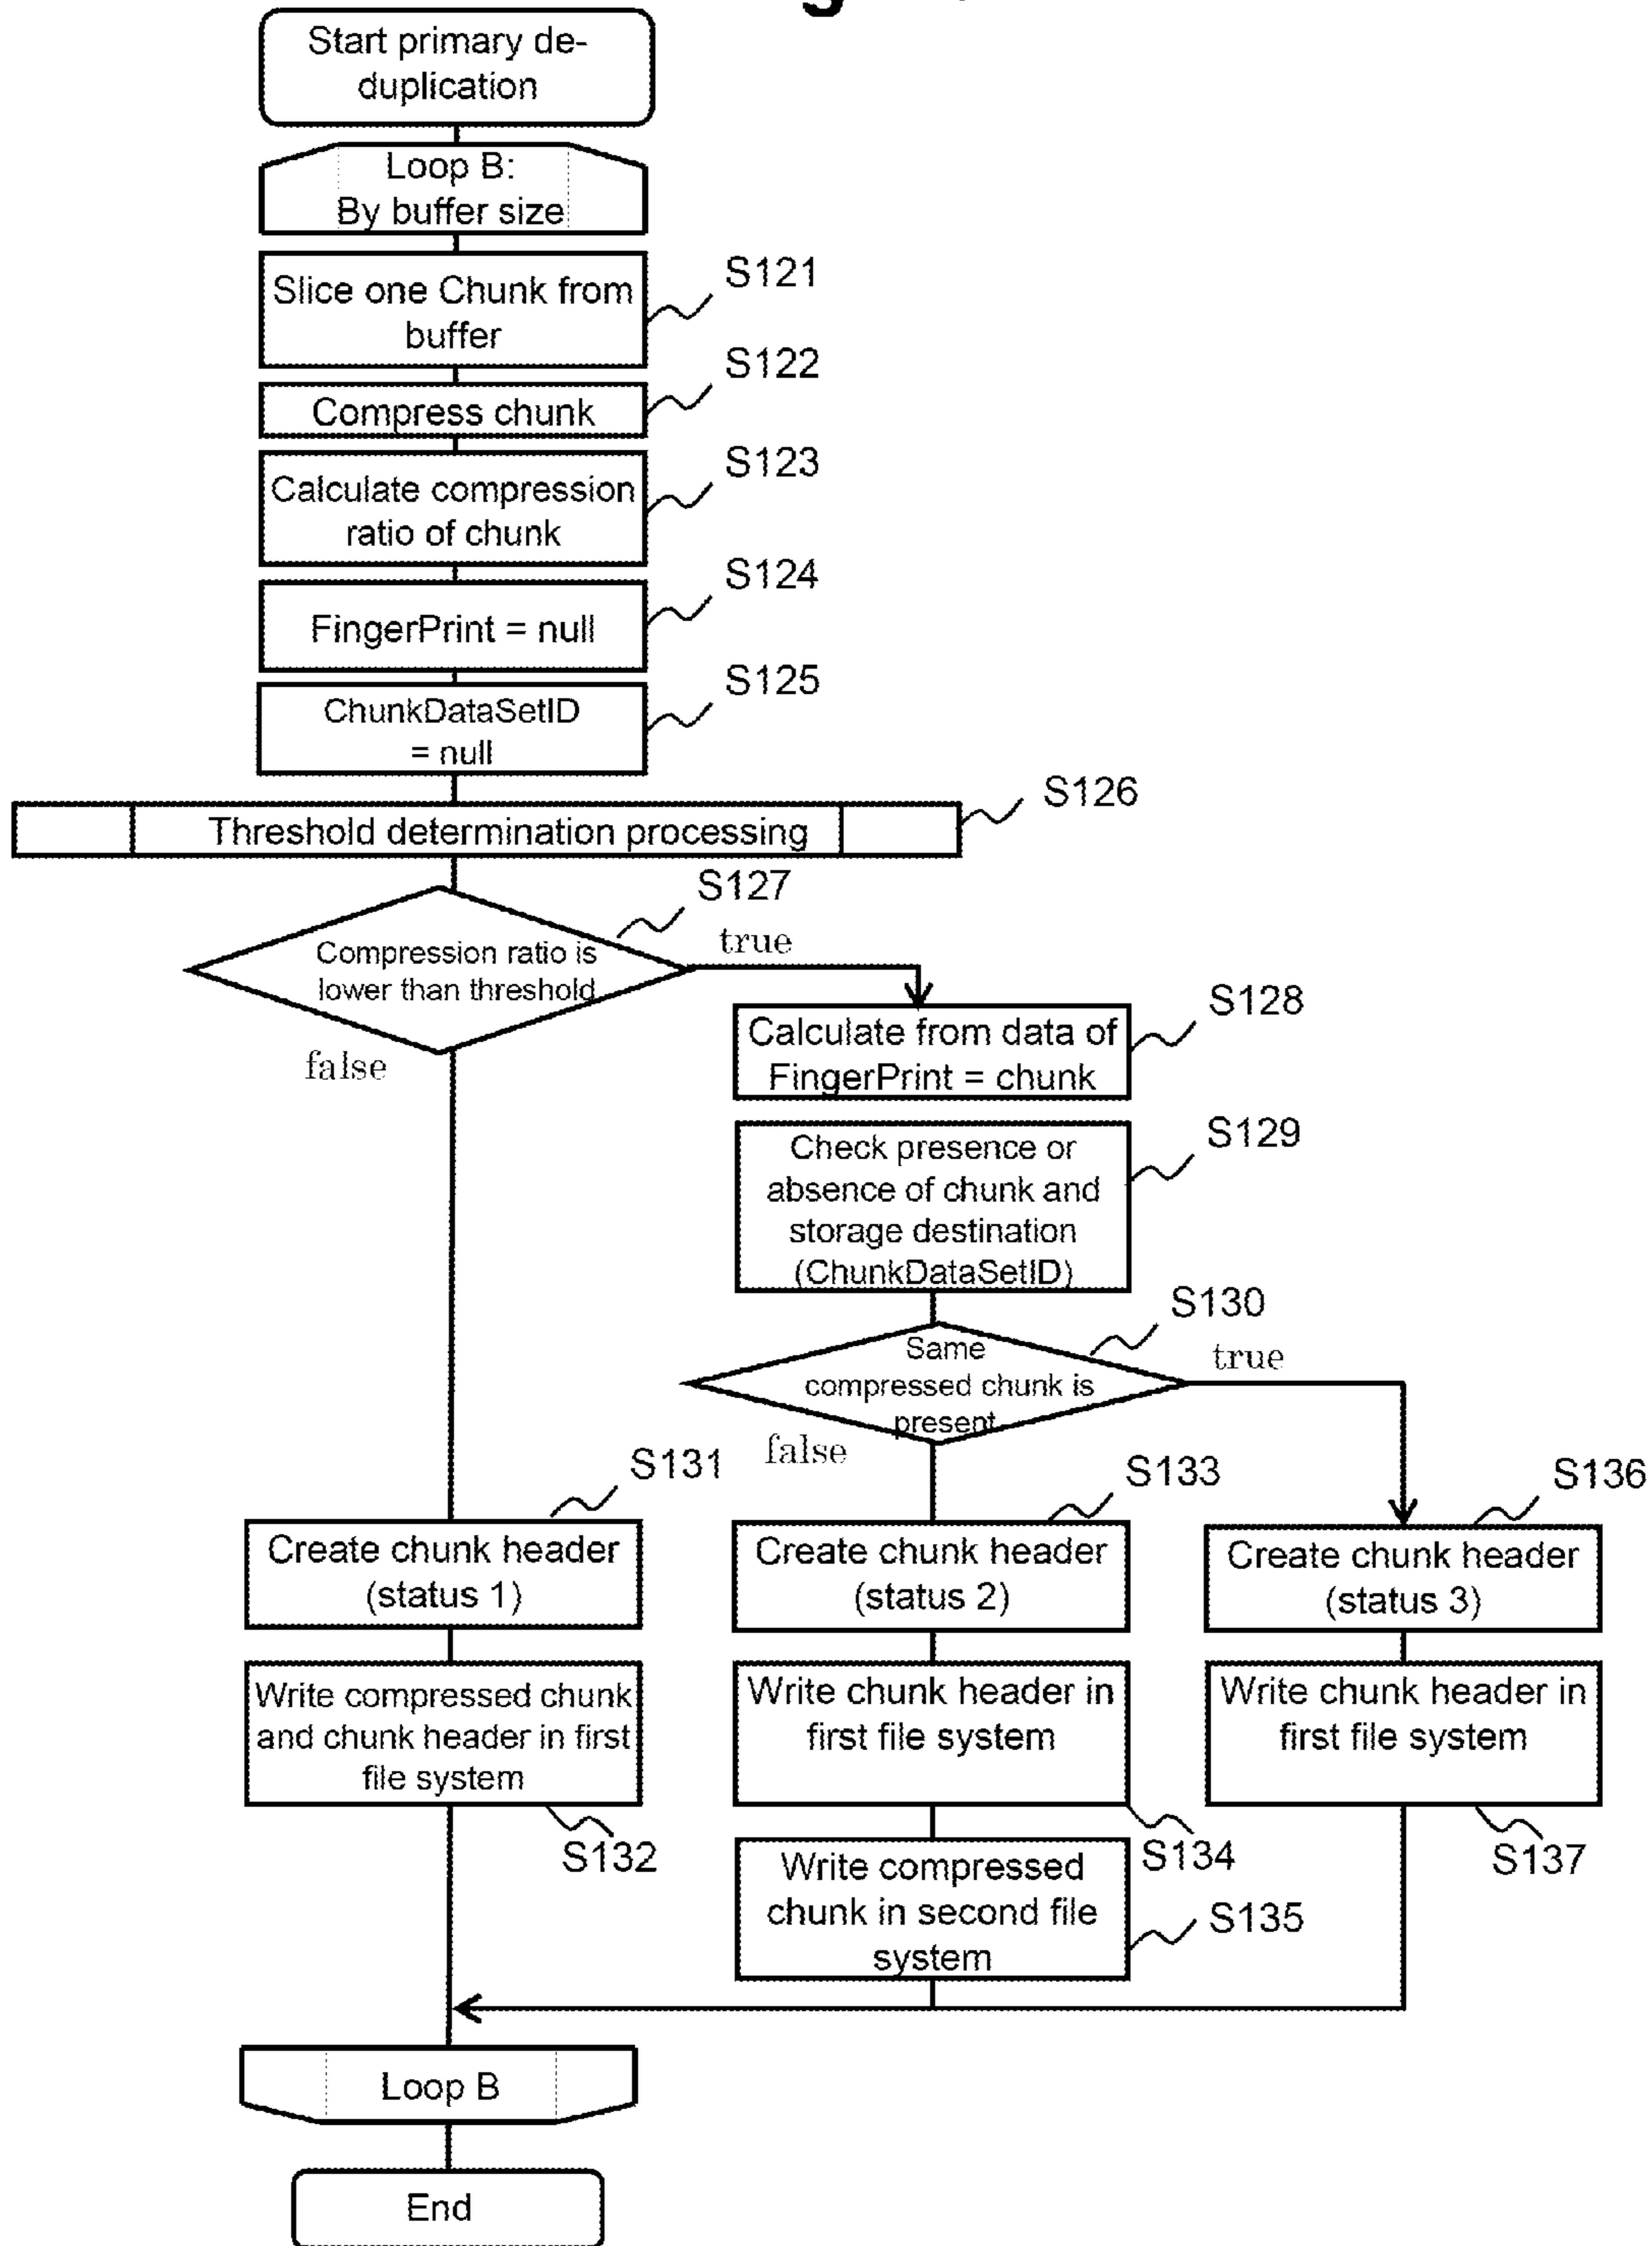 Start primary de-
duplication
Loop B:
By buffer size
Slice one Chunk from
buffer
S121
Compress chunk
S122
Calculate compression
ratio of chunk
S123
FingerPrint = null
S124
ChunkDataSetID
= null
S125
Threshold determination processing
S126
Compression ratio is
lower than threshold
S127
true
false
Calculate from data of
FingerPrint = chunk
S128
Check presence or
absence of chunk and
storage destination
(ChunkDataSetID)
S129
Same
compressed chunk is
present
S130
true
false
Create chunk header
(status 1)
S131
Write compressed chunk
and chunk header in first
file system
S132
Create chunk header
(status 2)
S133
Write chunk header in
first file system
S134
Write compressed
chunk in second file
system
S135
Create chunk header
(status 3)
S136
Write chunk header in
first file system
S137
Loop B
End